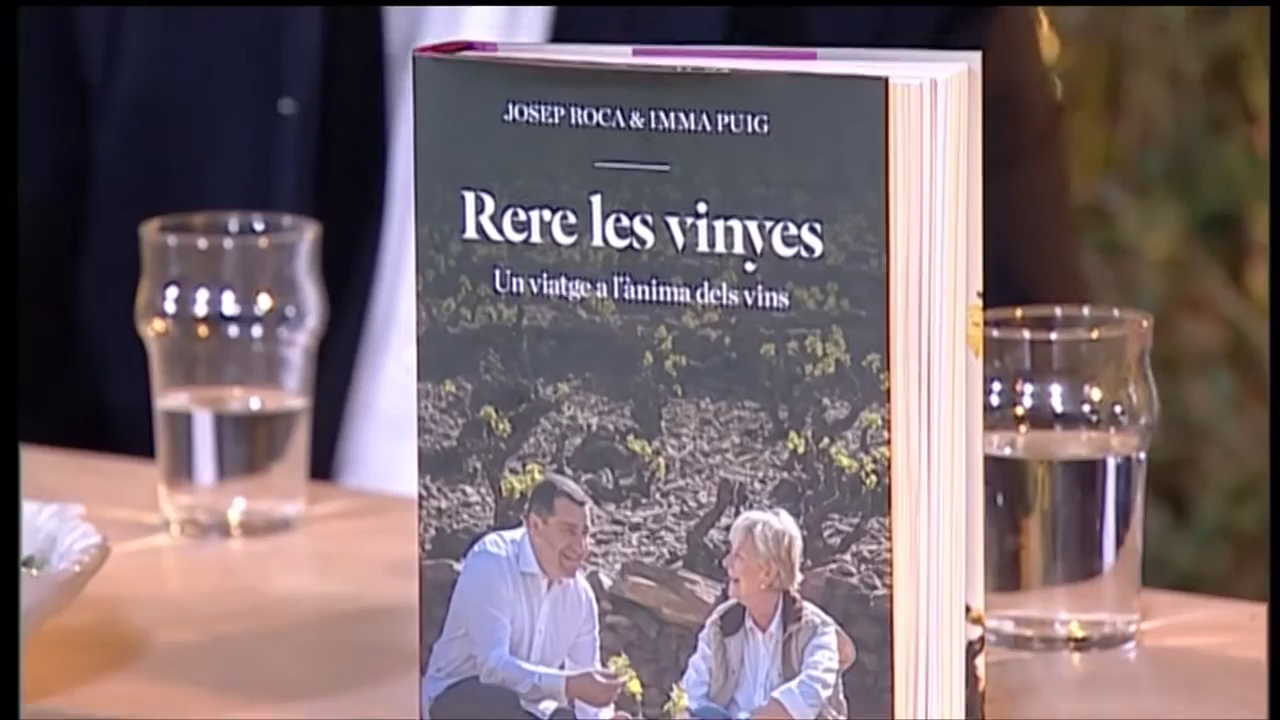 JOSEP ROCA & IMMA PUIG
Rere les vinyes
Un viatge a l'ànima dels vins